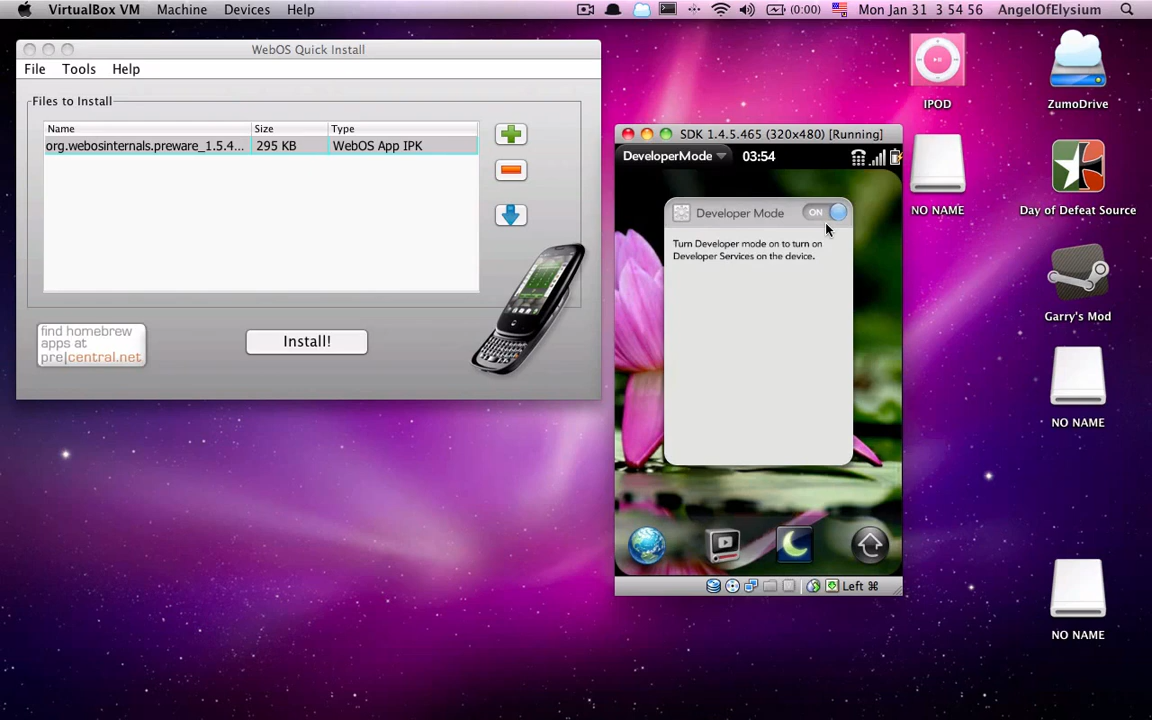 VirtualBox VM Machine Devices Help
(0:00) Mon Jan 31 3 54 56 AngelOfElysium
WebOS Quick Install
File Tools Help
Files to Install
Name Size Type
org.webosinternals.preware_1.5.4... 295 KB WebOS App IPK
find homebrew
apps at
pre|central.net
Install!
SDK 1.4.5.465 (320x480) [Running]
DeveloperMode 03:54
Developer Mode ON
Turn Developer mode on to turn on
Developer Services on the device.
Left ⌘
IPOD
ZumoDrive
NO NAME
Day of Defeat Source
Garry's Mod
NO NAME
NO NAME